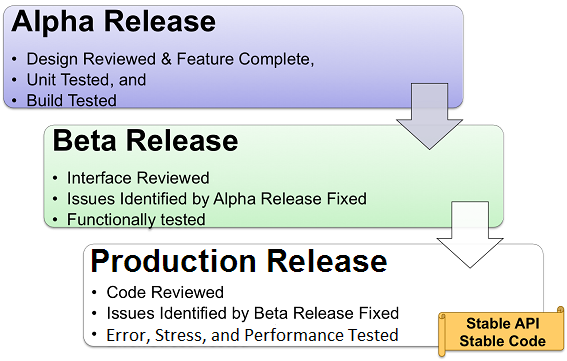 Alpha Release
• Design Reviewed & Feature Complete,
• Unit Tested, and
• Build Tested
Beta Release
• Interface Reviewed
• Issues Identified by Alpha Release Fixed
• Functionally tested
Production Release
• Code Reviewed
• Issues Identified by Beta Release Fixed
• Error, Stress, and Performance Tested
Stable API
Stable Code